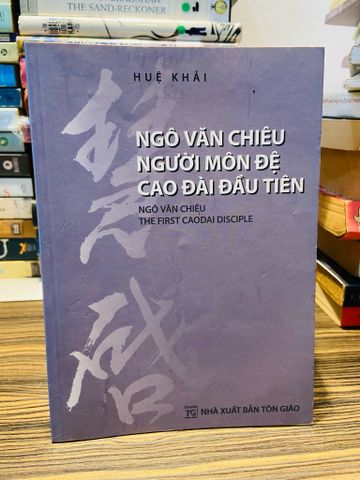 THE SAND-RECKONER
HUỆ KHẢI
NGÔ VĂN CHIÊU
NGƯỜI MÔN ĐỆ
CAO ĐÀI ĐẦU TIÊN
NGÔ VĂN CHIÊU
THE FIRST CAODAI DISCIPLE
TG NHÀ XUẤT BẢN TÔN GIÁO